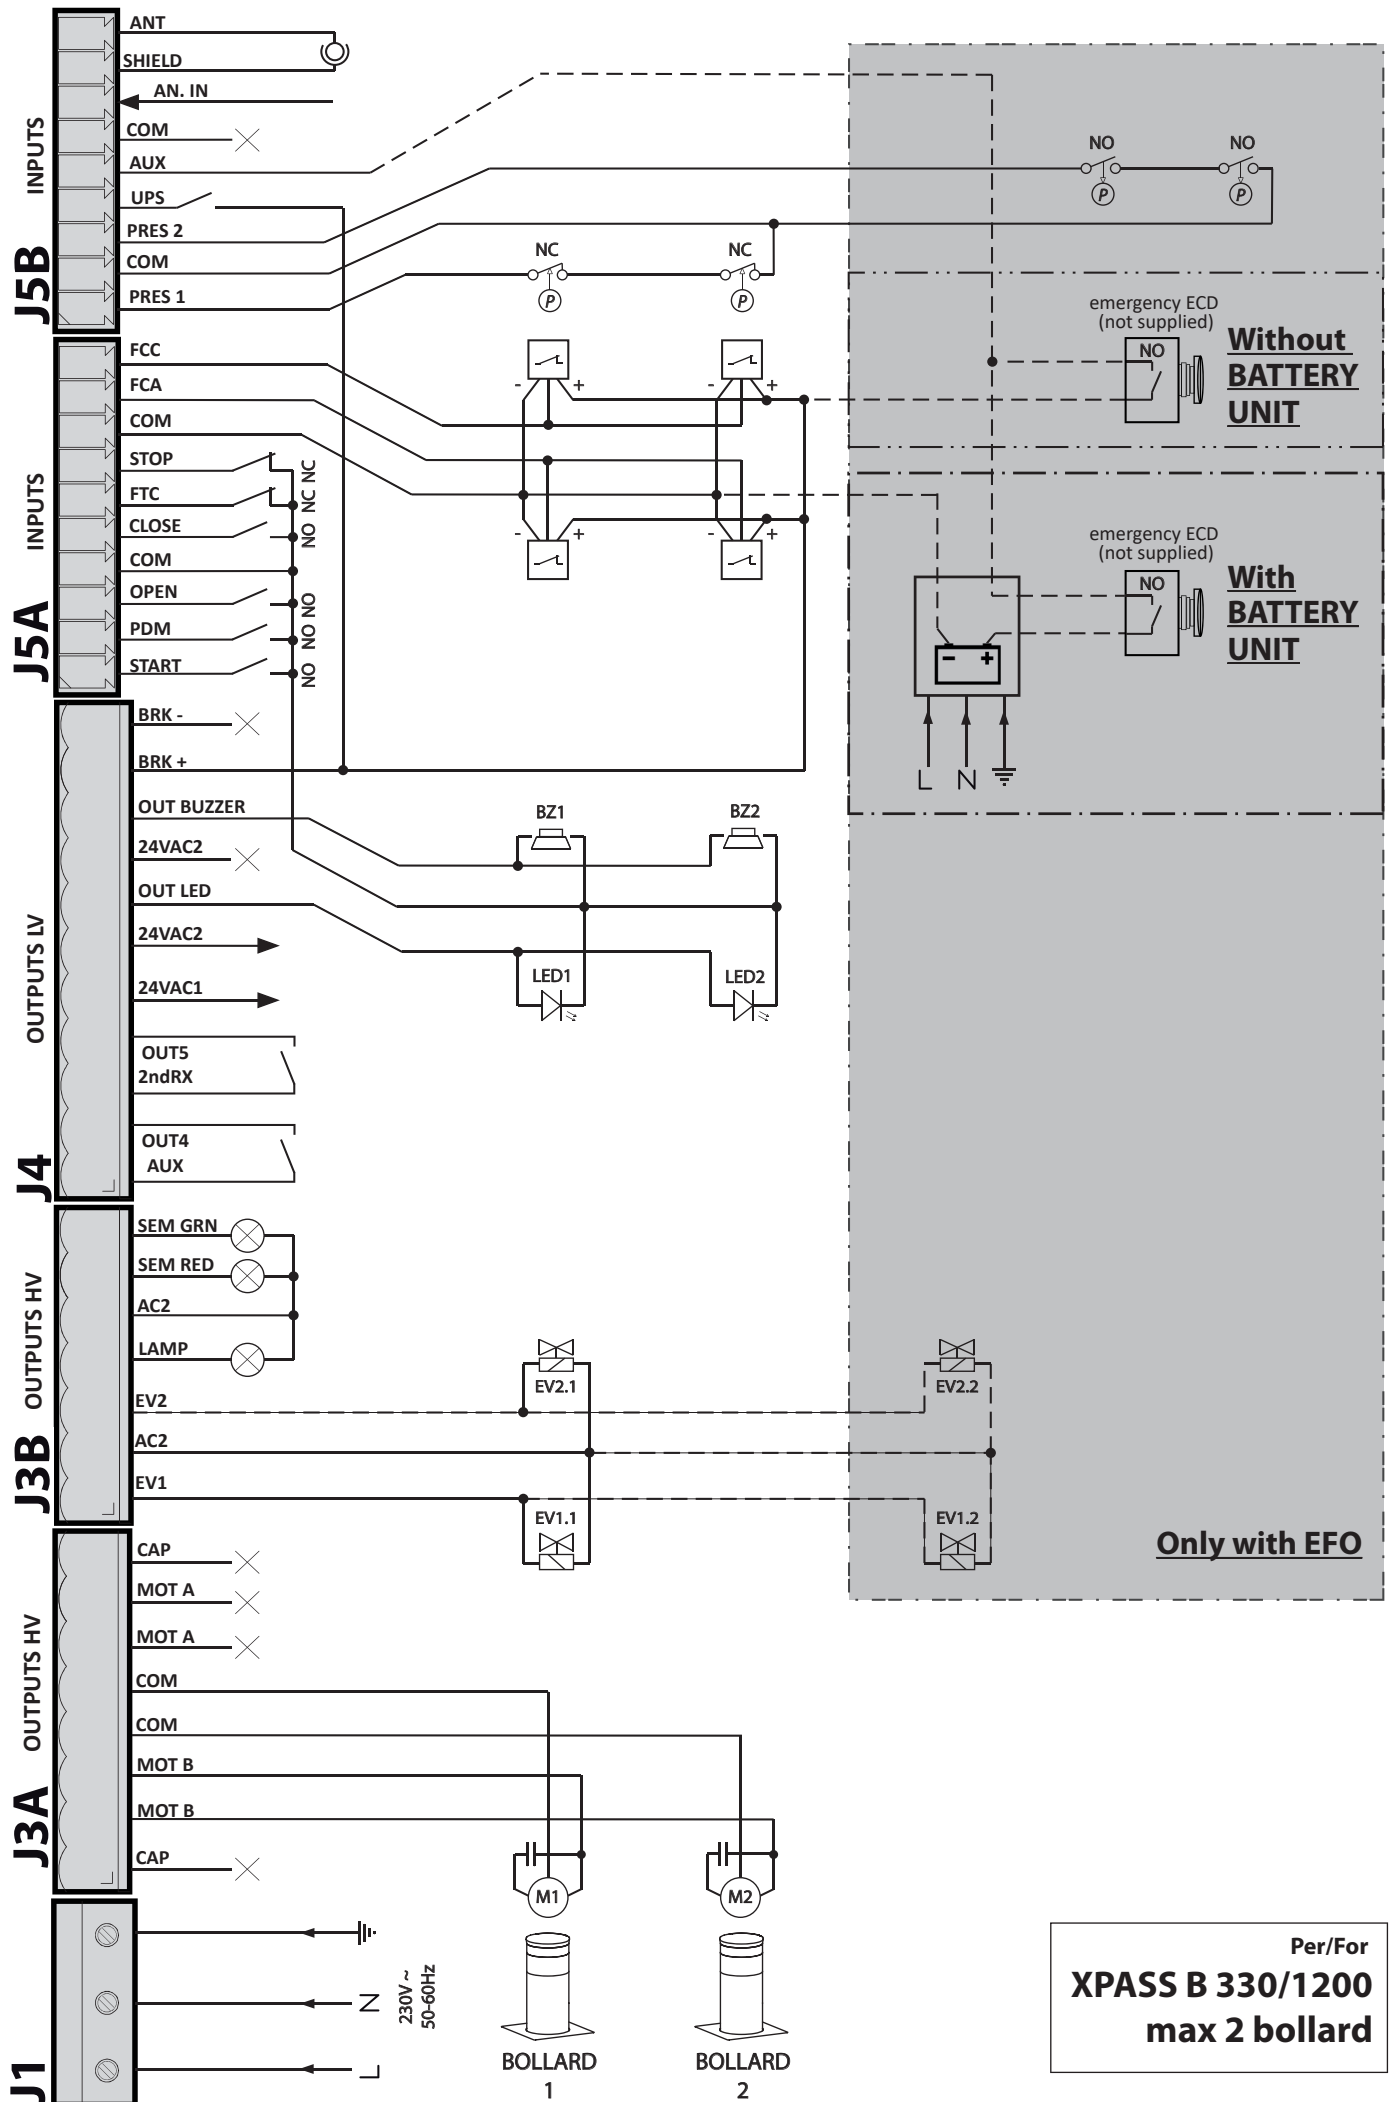 J5B
INPUTS
ANT
SHIELD
AN. IN
COM
AUX
UPS
PRES 2
COM
PRES 1
NO
NO
P
P
NC
NC
P
P
emergency ECD
(not supplied)
NO
Without
BATTERY
UNIT
J5A
INPUTS
FCC
FCA
COM
STOP
FTC
CLOSE
COM
OPEN
PDM
START
NC
NC
NO
NO
NO
NO
- +
- +
- +
- +
emergency ECD
(not supplied)
NO
With
BATTERY
UNIT
- +
L N
J4
OUTPUTS LV
BRK -
BRK +
OUT BUZZER
24VAC2
OUT LED
24VAC2
24VAC1
OUT5
2ndRX
OUT4
AUX
BZ1
BZ2
LED1
LED2
J3B
OUTPUTS HV
SEM GRN
SEM RED
AC2
LAMP
EV2
AC2
EV1
EV2.1
EV2.2
EV1.1
EV1.2
Only with EFO
J3A
OUTPUTS HV
CAP
MOT A
MOT A
COM
COM
MOT B
MOT B
CAP
M1
M2
J1
N
L
230V ~
50-60Hz
BOLLARD
1
BOLLARD
2
Per/For
XPASS B 330/1200
max 2 bollard